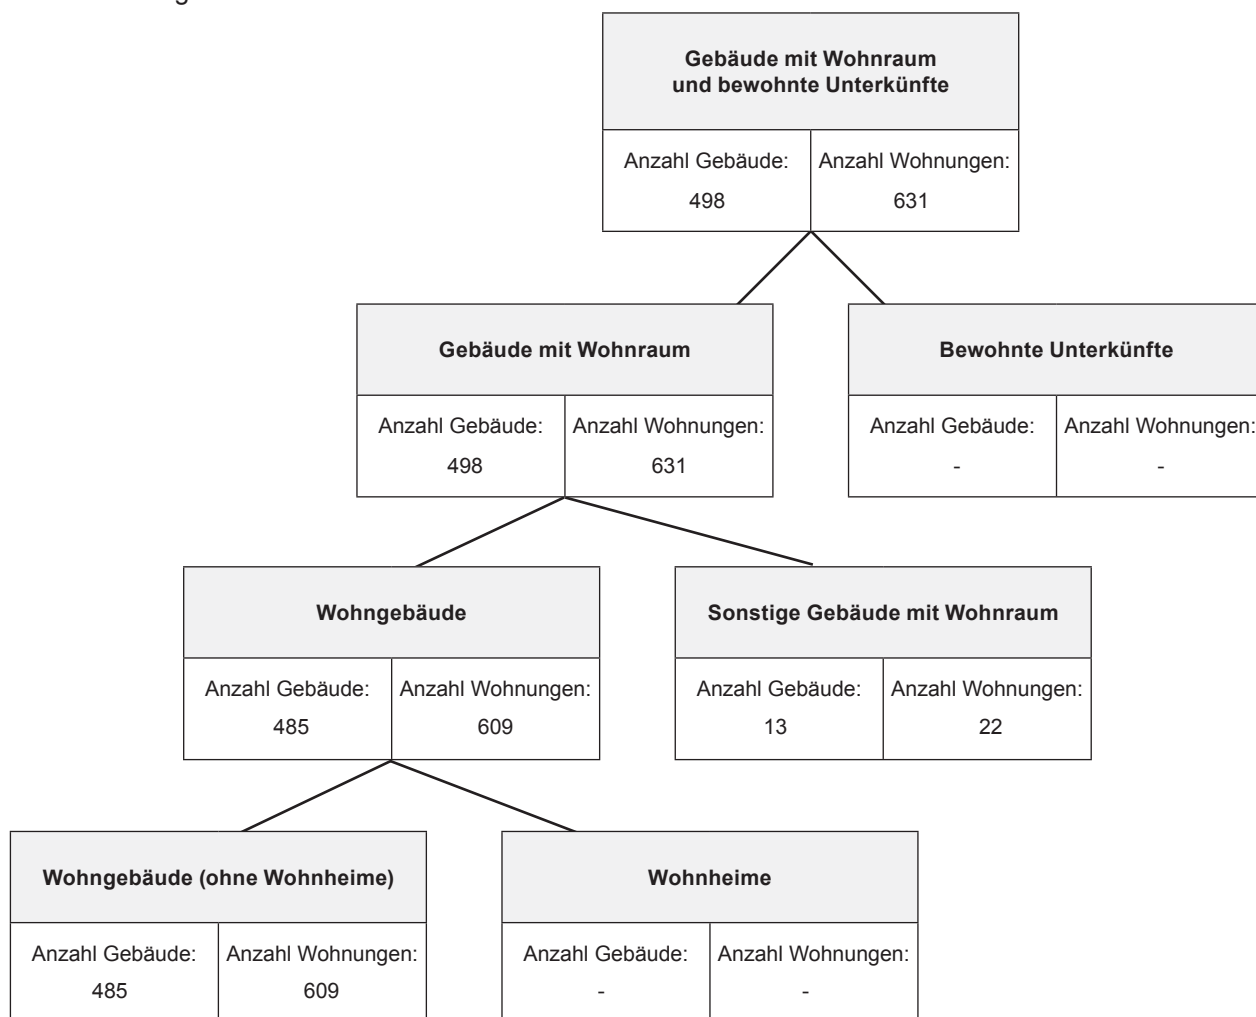 Gebäude mit Wohnraum
und bewohnte Unterkünfte
Anzahl Gebäude:
498
Anzahl Wohnungen:
631
Gebäude mit Wohnraum
Anzahl Gebäude:
498
Anzahl Wohnungen:
631
Bewohnte Unterkünfte
Anzahl Gebäude:
-
Anzahl Wohnungen:
-
Wohngebäude
Anzahl Gebäude:
485
Anzahl Wohnungen:
609
Sonstige Gebäude mit Wohnraum
Anzahl Gebäude:
13
Anzahl Wohnungen:
22
Wohngebäude (ohne Wohnheime)
Anzahl Gebäude:
485
Anzahl Wohnungen:
609
Wohnheime
Anzahl Gebäude:
-
Anzahl Wohnungen:
-